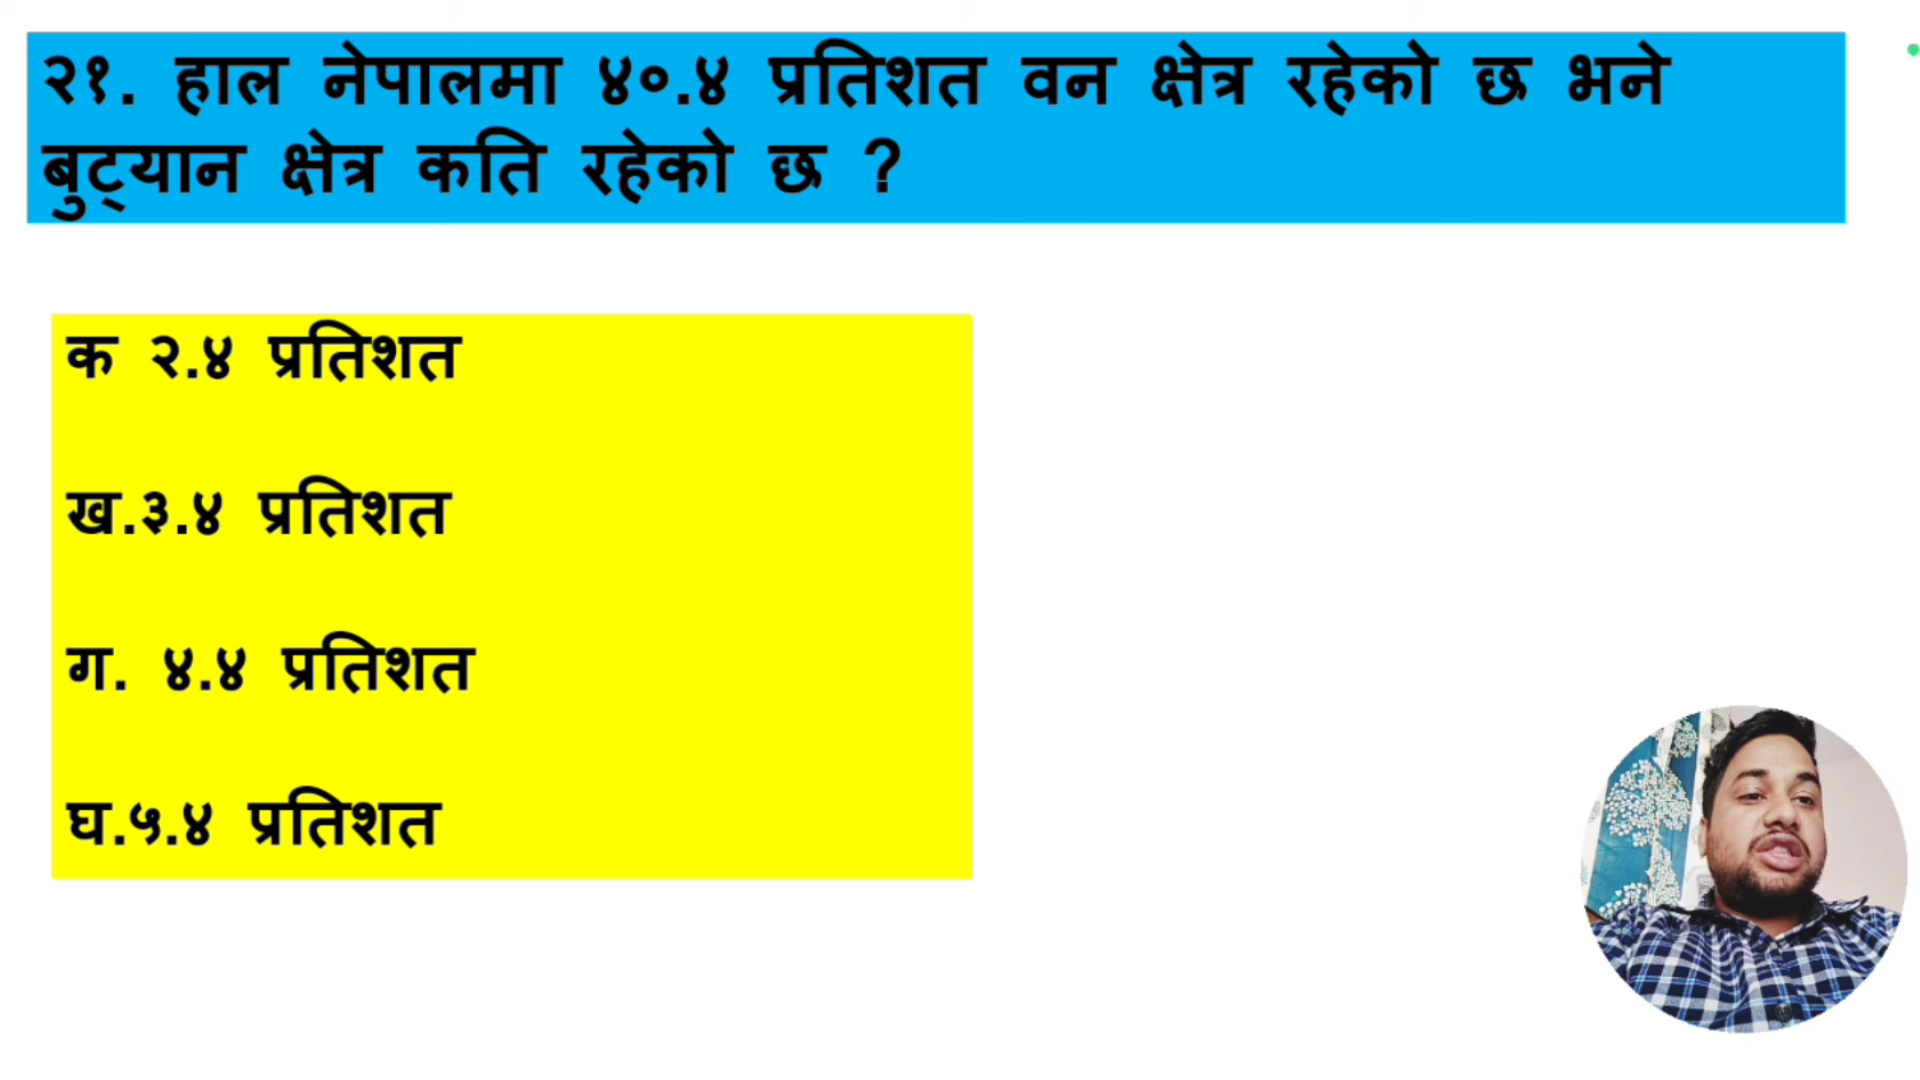 २१. हाल नेपालमा ४०.४ प्रतिशत वन क्षेत्र रहेको छ भने
बुट्यान क्षेत्र कति रहेको छ ?
क २.४ प्रतिशत
ख.३.४ प्रतिशत
ग. ४.४ प्रतिशत
घ.५.४ प्रतिशत